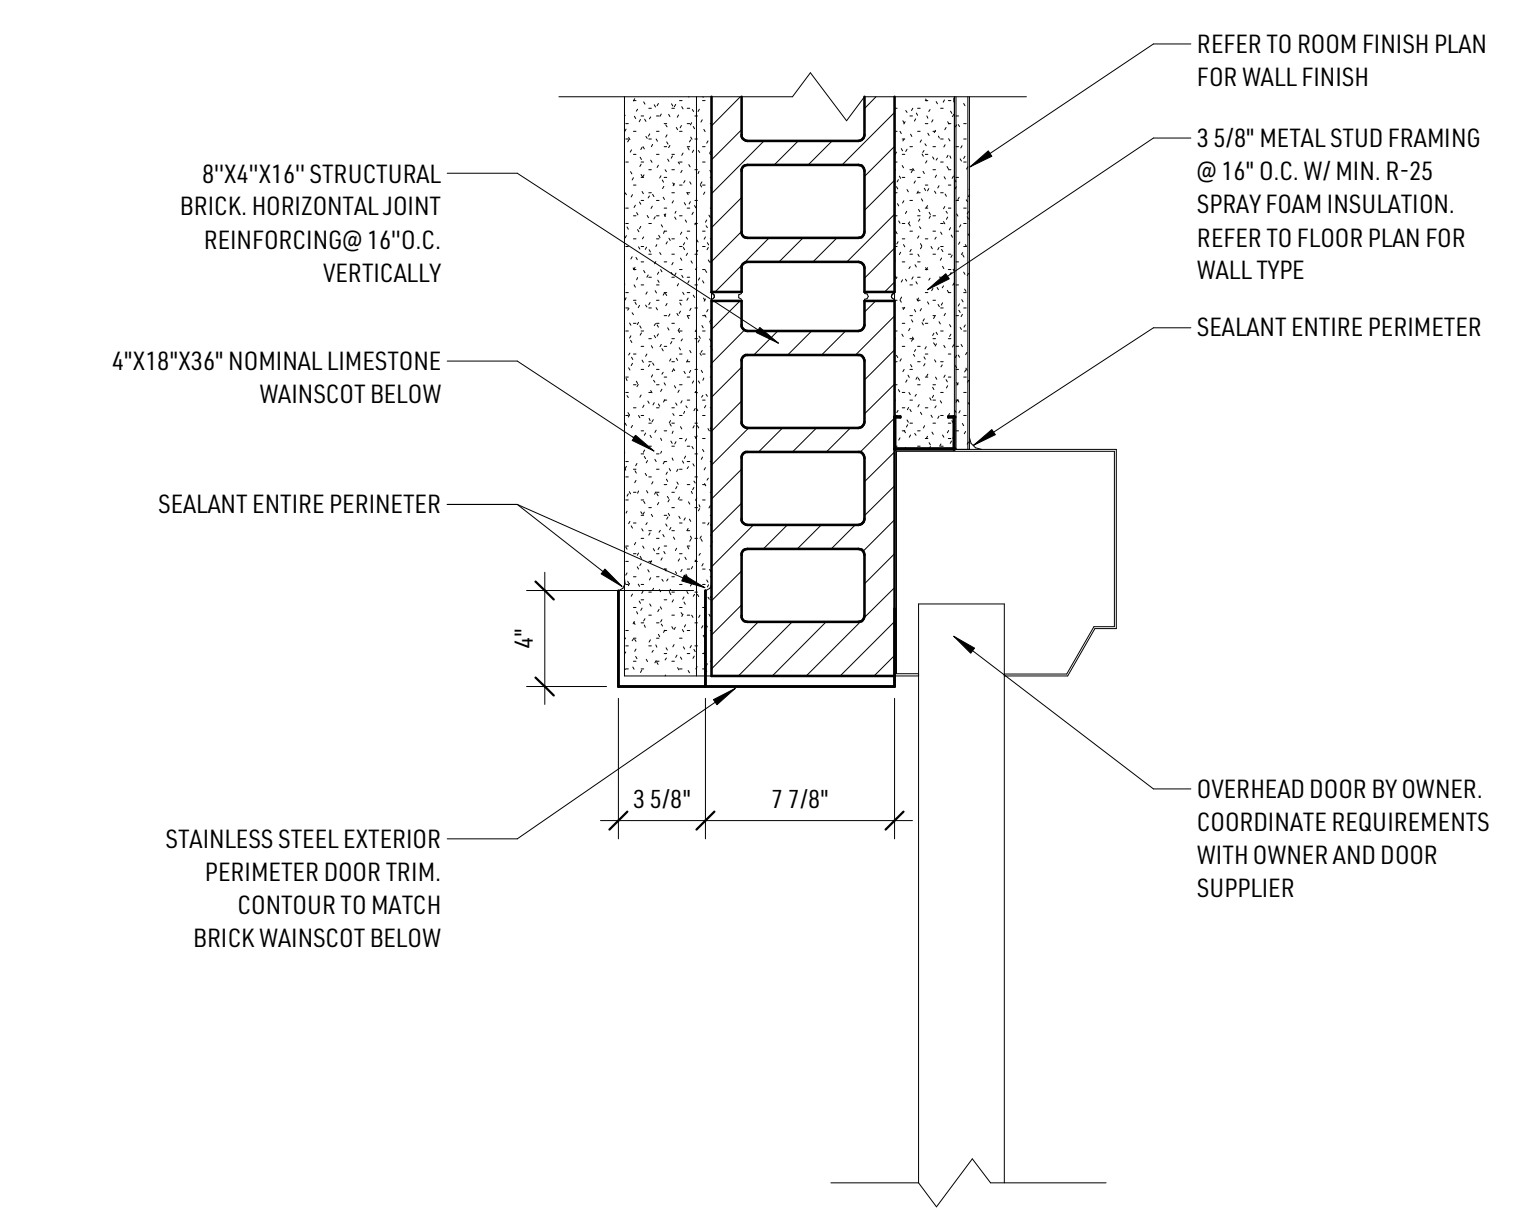 REFER TO ROOM FINISH PLAN
FOR WALL FINISH
3 5/8" METAL STUD FRAMING
@ 16" O.C. W/ MIN. R-25
SPRAY FOAM INSULATION.
REFER TO FLOOR PLAN FOR
WALL TYPE
SEALANT ENTIRE PERIMETER
8"X4"X16" STRUCTURAL
BRICK. HORIZONTAL JOINT
REINFORCING@ 16"O.C.
VERTICALLY
4"X18"X36" NOMINAL LIMESTONE
WAINSCOT BELOW
SEALANT ENTIRE PERINETER
4"
3 5/8"
7 7/8"
STAINLESS STEEL EXTERIOR
PERIMETER DOOR TRIM.
CONTOUR TO MATCH
BRICK WAINSCOT BELOW
OVERHEAD DOOR BY OWNER.
COORDINATE REQUIREMENTS
WITH OWNER AND DOOR
SUPPLIER